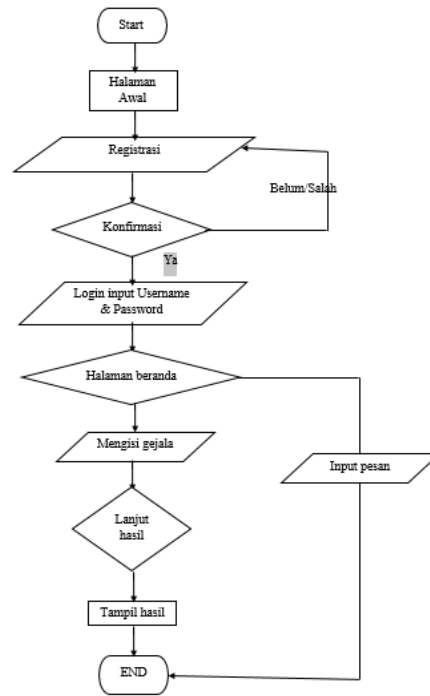 Start
Halaman
Awal
Registrasi
Belum/Salah
Konfirmasi
Ya
Login input Username
& Password
Halaman beranda
Mengisi gejala
Input pesan
Lanjut
hasil
Tampil hasil
END